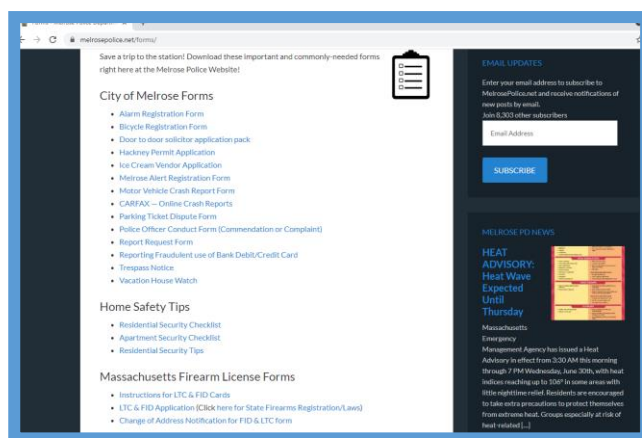 melrosepolice.net/forms/
Save a trip to the station! Download these important and commonly-needed forms
right here at the Melrose Police Website!
City of Melrose Forms
Alarm Registration Form
Bicycle Registration Form
Door to door solicitor application pack
Hackney Permit Application
Ice Cream Vendor Application
Melrose Alert Registration Form
Motor Vehicle Crash Report Form
CARFAX — Online Crash Reports
Parking Ticket Dispute Form
Police Officer Conduct Form (Commendation or Complaint)
Report Request Form
Reporting Fraudulent use of Bank Debit/Credit Card
Trespass Notice
Vacation House Watch
Home Safety Tips
Residential Security Checklist
Apartment Security Checklist
Residential Security Tips
Massachusetts Firearm License Forms
Instructions for LTC & FID Cards
LTC & FID Application (Click here for State Firearms Registration/Laws)
Change of Address Notification for FID & LTC form
EMAIL UPDATES
Enter your email address to subscribe to
MelrosePolice.net and receive notifications of
new posts by email.
Join 8,303 other subscribers
Email Address
SUBSCRIBE
MELROSE PD NEWS
HEAT
ADVISORY:
Heat Wave
Expected
Until
Thursday
Massachusetts
Emergency
Management Agency has issued a Heat
Advisory in effect from 3:30 AM this morning
through 7 PM Wednesday, June 30th, with heat
indices reaching up to 106° in some areas with
little nighttime relief. Residents are encouraged
to take extra precautions to protect themselves
from extreme heat. Groups especially at risk of
heat-related [...]